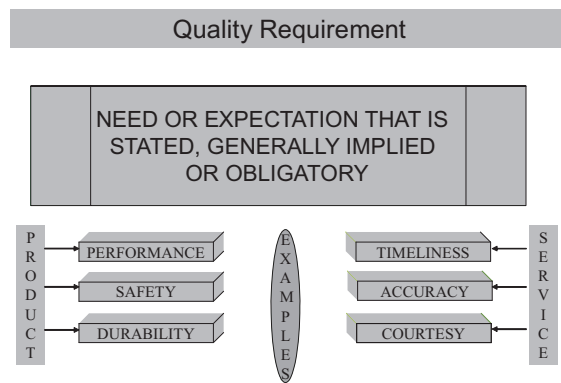 Quality Requirement
NEED OR EXPECTATION THAT IS
STATED, GENERALLY IMPLIED
OR OBLIGATORY
PRODUCT
PERFORMANCE
SAFETY
DURABILITY
EXAMPLES
TIMELINESS
ACCURACY
COURTESY
SERVICE